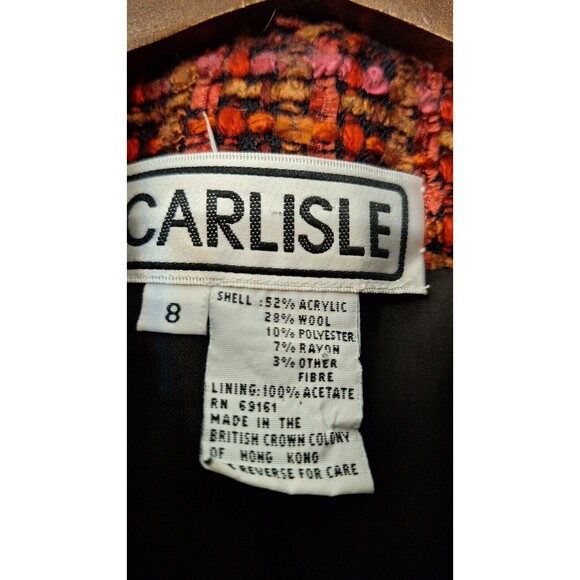 CARLISLE
8
SHELL :52% ACRYLIC
28% WOOL
10% POLYESTER
7% RAYON
3% OTHER
FIBRE
LINING:100% ACETATE
RN 69161
MADE IN THE
BRITISH CROWN COLONY
OF HONG KONG
REVERSE FOR CARE